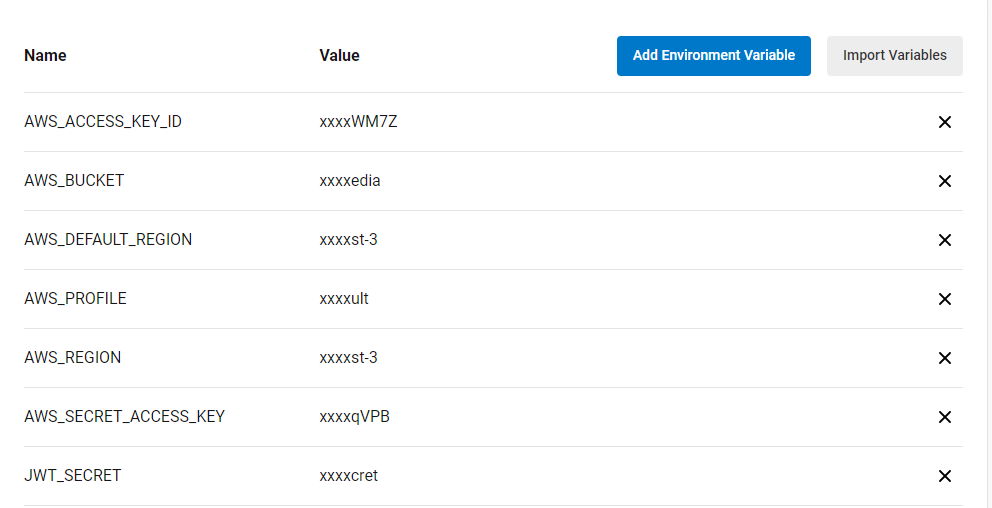 Name Value Add Environment Variable Import Variables
AWS_ACCESS_KEY_ID xxxxWM7Z
AWS_BUCKET xxxxedia
AWS_DEFAULT_REGION xxxxst-3
AWS_PROFILE xxxxult
AWS_REGION xxxxst-3
AWS_SECRET_ACCESS_KEY xxxxqVPB
JWT_SECRET xxxxcret